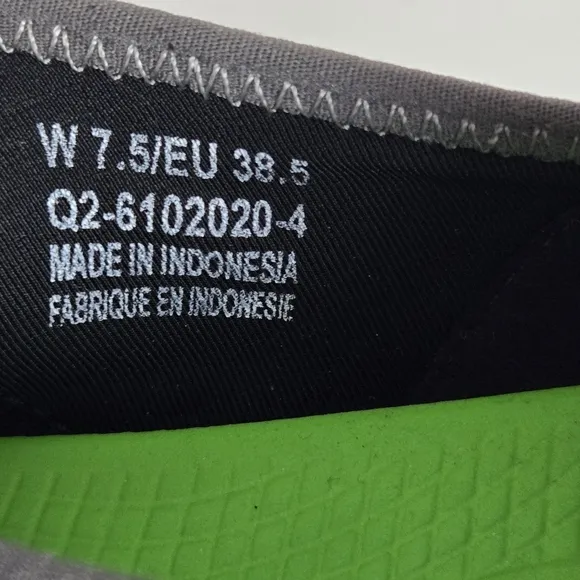 W 7.5/EU 38.5
Q2-6102020-4
MADE IN INDONESIA
FABRIQUE EN INDONESIE